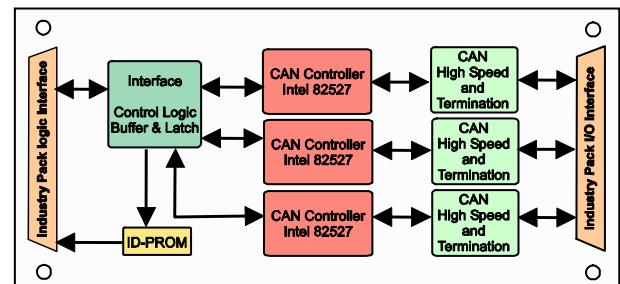 Industry Pack logic Interface
Interface
Control Logic
Buffer & Latch
ID-PROM
CAN Controller
Intel 82527
CAN Controller
Intel 82527
CAN Controller
Intel 82527
CAN
High Speed
and
Termination
CAN
High Speed
and
Termination
CAN
High Speed
and
Termination
Industry Pack I/O Interface